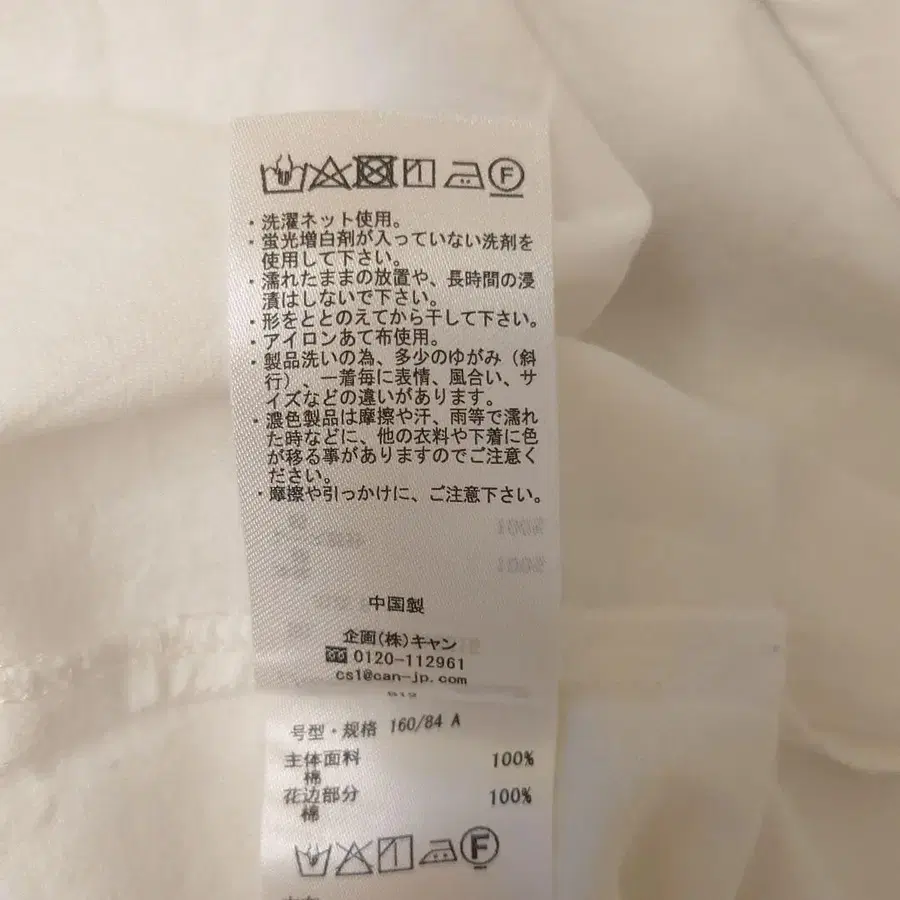 ・洗濯ネット使用。
・蛍光増白剤が入っていない洗剤を
使用して下さい。
・濡れたままの放置や、長時間の浸
漬はしないで下さい。
・形をととのえてから干して下さい。
・アイロンあて布使用。
・製品洗いの為、多少のゆがみ(斜
行)、一着毎に表情、風合い、サ
イズなどの違いがあります。
・濃色製品は摩擦や汗、雨等で濡れ
た時などに、他の衣料や下着に色
が移る事がありますのでご注意く
ださい。
・摩擦や引っかけに、ご注意下さい。
中国製
企画(株)キャン
0120-112961
cs1@can-jp.com
号型・规格 160/84 A
主体面料 100%
棉
花边部分 100%
棉